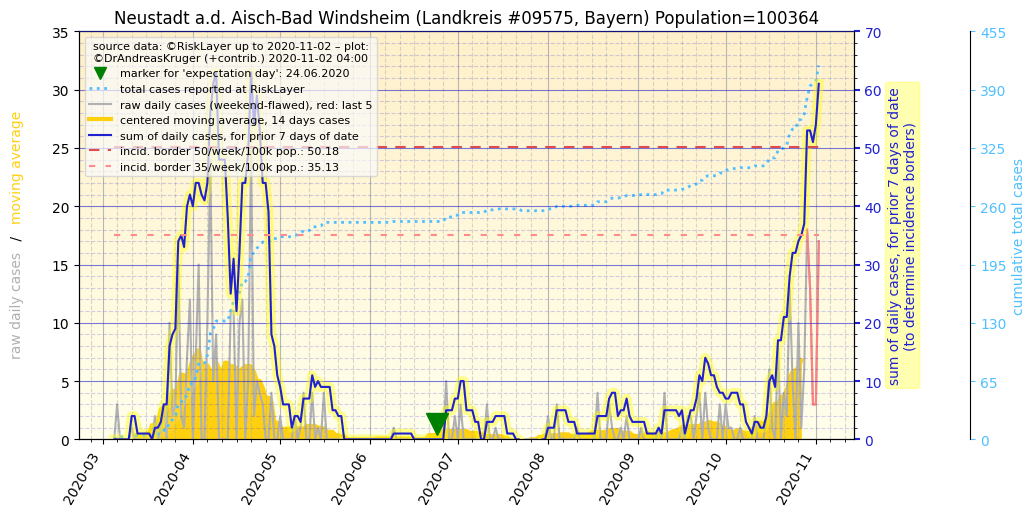 Neustadt a.d. Aisch-Bad Windsheim (Landkreis #09575, Bayern) Population=100364
source data: ©RiskLayer up to 2020-11-02 – plot:
©DrAndreasKruger (+contrib.) 2020-11-02 04:00
marker for 'expectation day': 24.06.2020
total cases reported at RiskLayer
raw daily cases (weekend-flawed), red: last 5
centered moving average, 14 days cases
sum of daily cases, for prior 7 days of date
incid. border 50/week/100k pop.: 50.18
incid. border 35/week/100k pop.: 35.13
raw daily cases / moving average
35
30
25
20
15
10
5
0
2020-03
2020-04
2020-05
2020-06
2020-07
2020-08
2020-09
2020-10
2020-11
70
60
50
40
30
20
10
0
sum of daily cases, for prior 7 days of date
(to determine incidence borders)
455
390
325
260
195
130
65
0
cumulative total cases